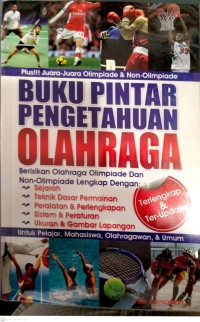 Plus!!! Juara-Juara Olimpiade & Non-Olimpiade
BUKU PINTAR
PENGETAHUAN
OLAHRAGA
Berisikan Olahraga Olimpiade Dan
Non-Olimpiade Lengkap Dengan:
Sejarah
Teknik Dasar Permainan
Peralatan & Perlengkapan
Sistem & Peraturan
Ukuran & Gambar Lapangan
Terlengkap
&
Ter-Update
Untuk Pelajar, Mahasiswa, Olahragawan, & Umum